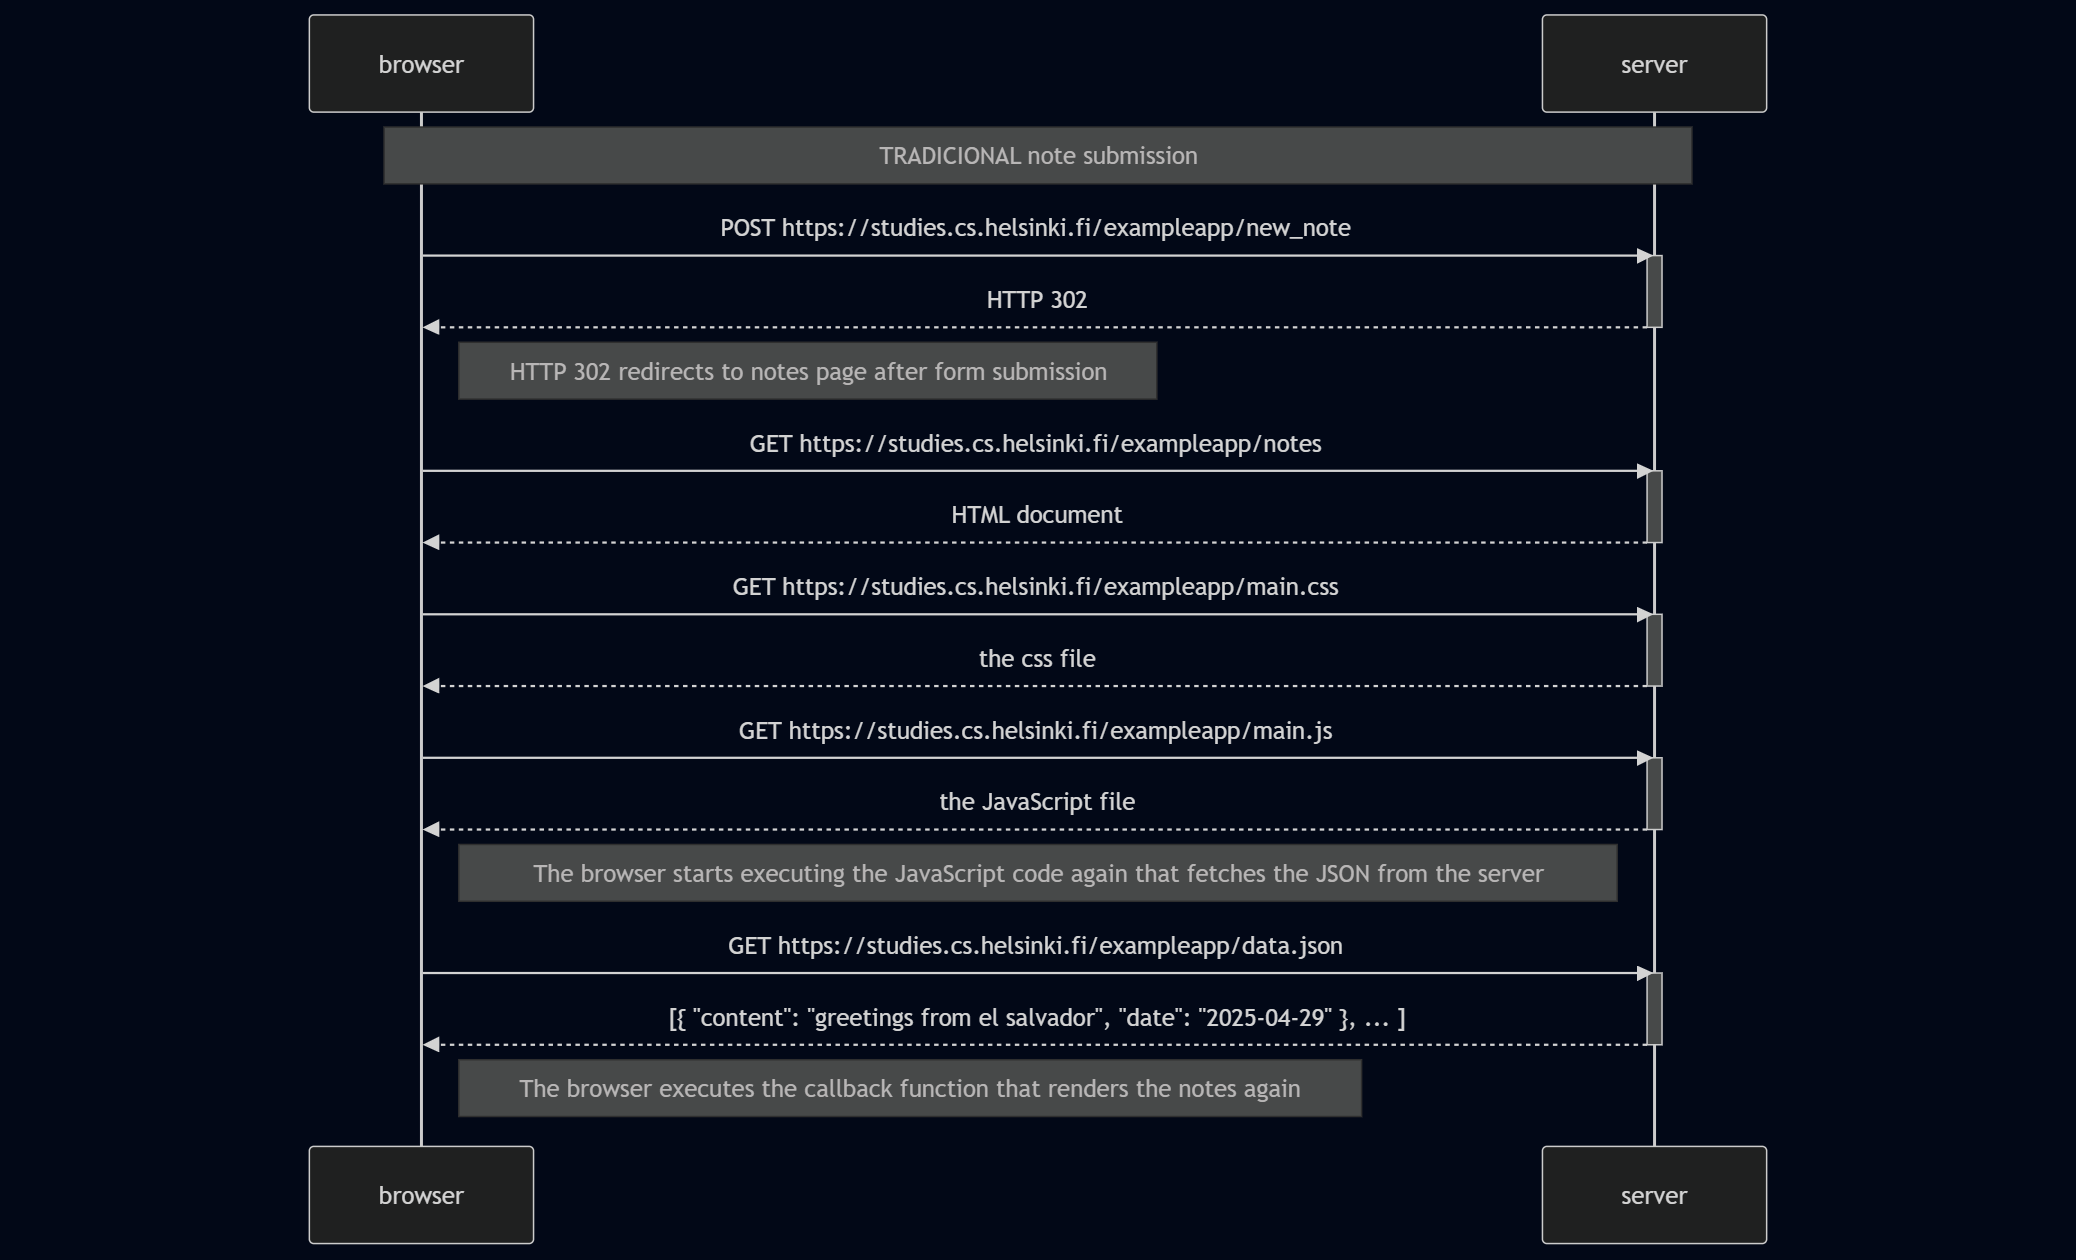 browser
server
TRADICIONAL note submission
POST https://studies.cs.helsinki.fi/exampleapp/new_note
HTTP 302
HTTP 302 redirects to notes page after form submission
GET https://studies.cs.helsinki.fi/exampleapp/notes
HTML document
GET https://studies.cs.helsinki.fi/exampleapp/main.css
the css file
GET https://studies.cs.helsinki.fi/exampleapp/main.js
the JavaScript file
The browser starts executing the JavaScript code again that fetches the JSON from the server
GET https://studies.cs.helsinki.fi/exampleapp/data.json
[{ "content": "greetings from el salvador", "date": "2025-04-29" }, ... ]
The browser executes the callback function that renders the notes again
browser
server